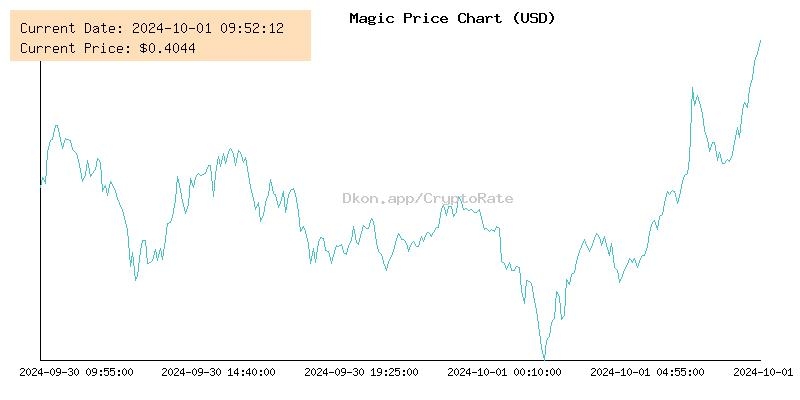 Magic Price Chart (USD)
Current Date: 2024-10-01 09:52:12
Current Price: $0.4044
Dkon.app/CryptoRate
2024-09-30 09:55:00 2024-09-30 14:40:00 2024-09-30 19:25:00 2024-10-01 00:10:00 2024-10-01 04:55:00 2024-10-01